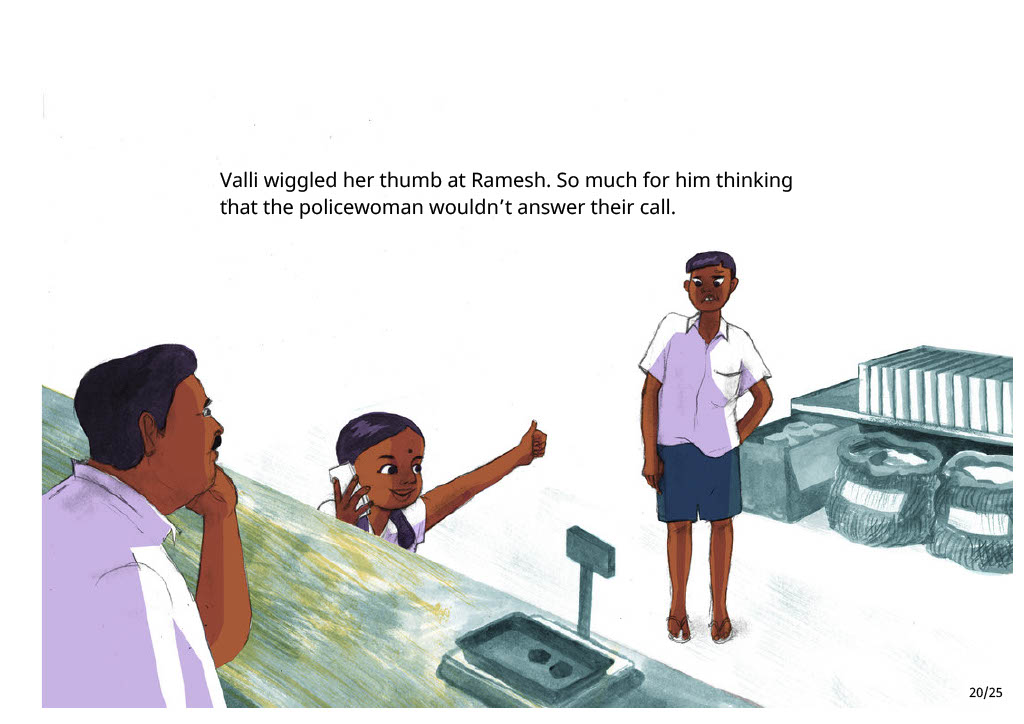 Valli wiggled her thumb at Ramesh. So much for him thinking
that the policewoman wouldn’t answer their call.
20/25